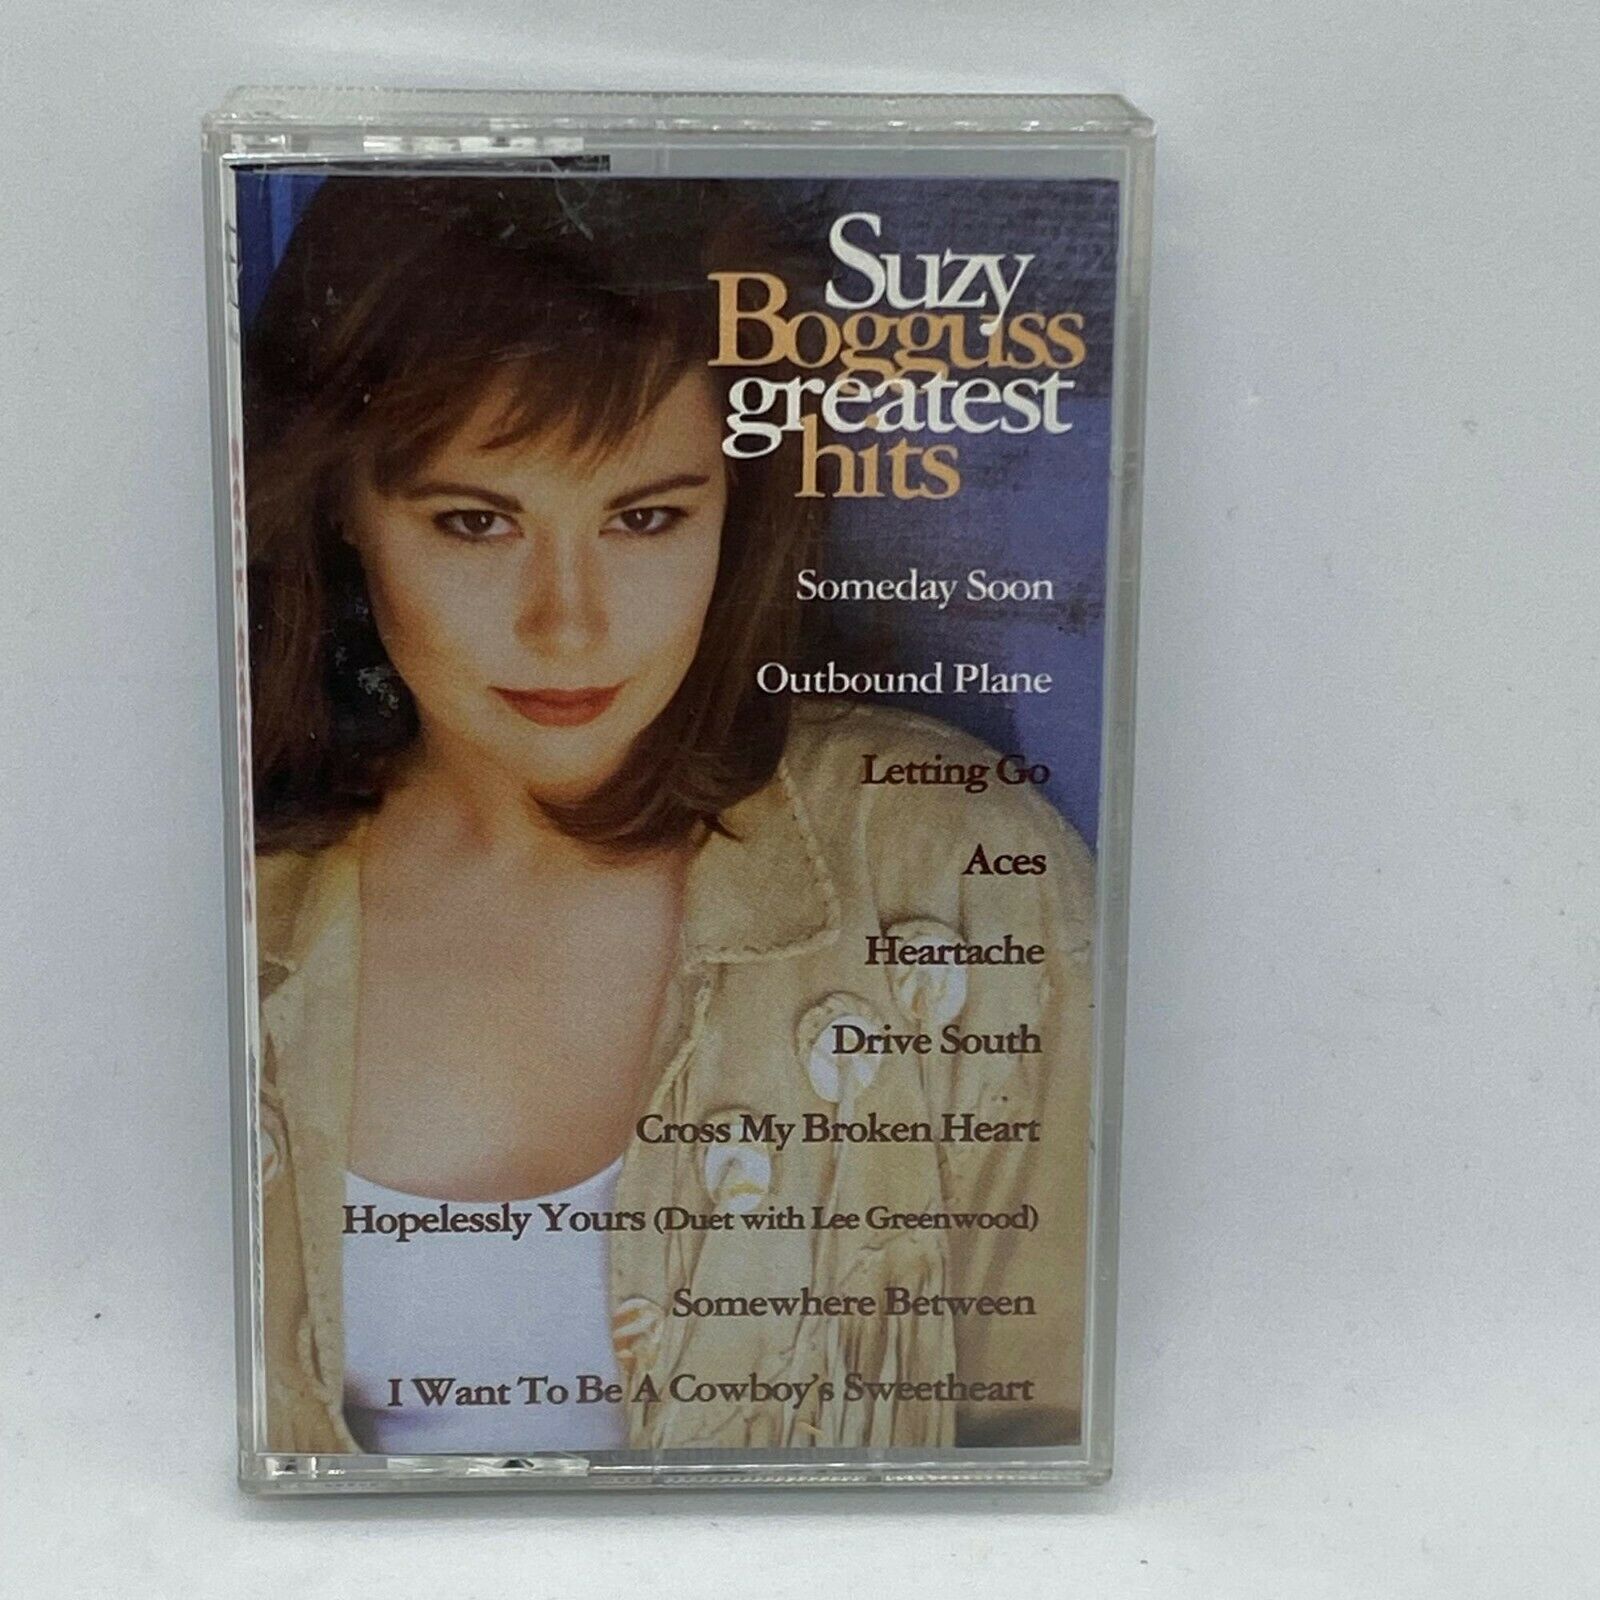 Suzy
Bogguss
greatest
hits
Someday Soon
Outbound Plane
Letting Go
Aces
Heartache
Drive South
Cross My Broken Heart
Hopelessly Yours (Duet with Lee Greenwood)
Somewhere Between
I Want To Be A Cowboy's Sweetheart